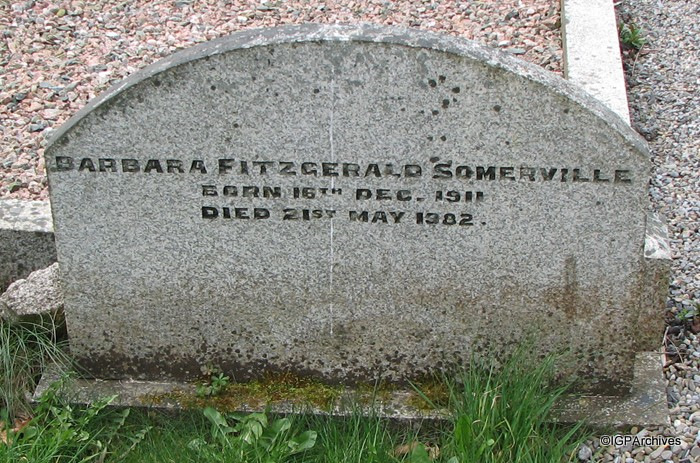 BARBARA FITZGERALD SOMERVILLE
BORN 16TH DEC. 1911
DIED 21ST MAY 1982.
©IGPArchives